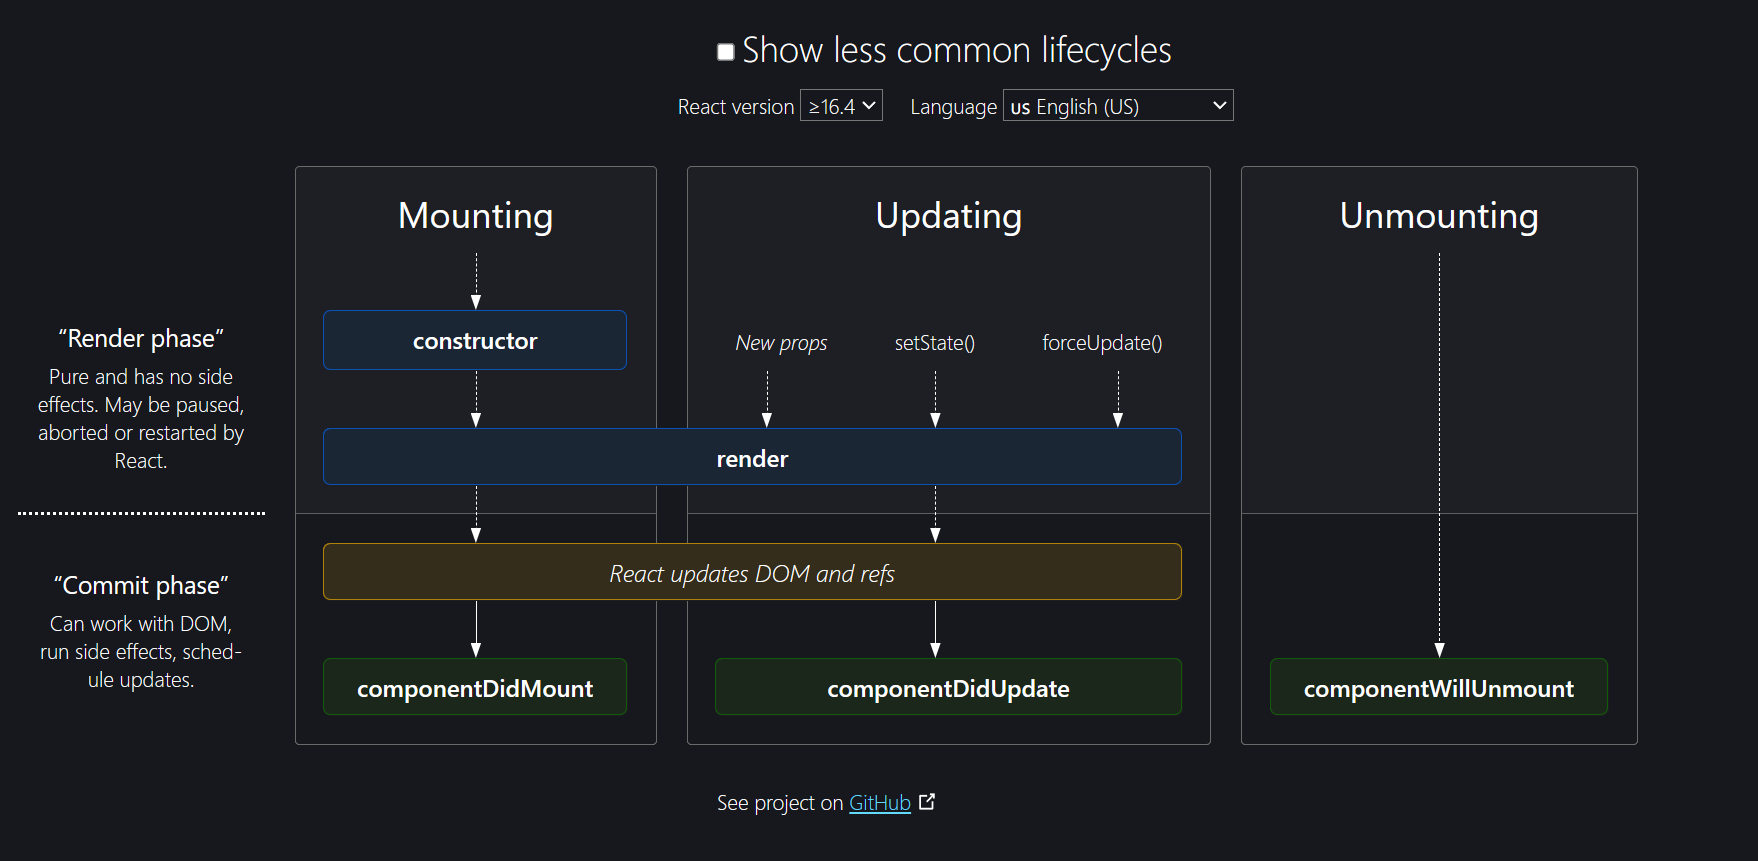 Show less common lifecycles
React version ≥16.4 Language us English (US)
Mounting
Updating
Unmounting
“Render phase”
Pure and has no side
effects. May be paused,
aborted or restarted by
React.
constructor
New props
setState()
forceUpdate()
render
“Commit phase”
Can work with DOM,
run side effects, sched-
ule updates.
React updates DOM and refs
componentDidMount
componentDidUpdate
componentWillUnmount
See project on GitHub